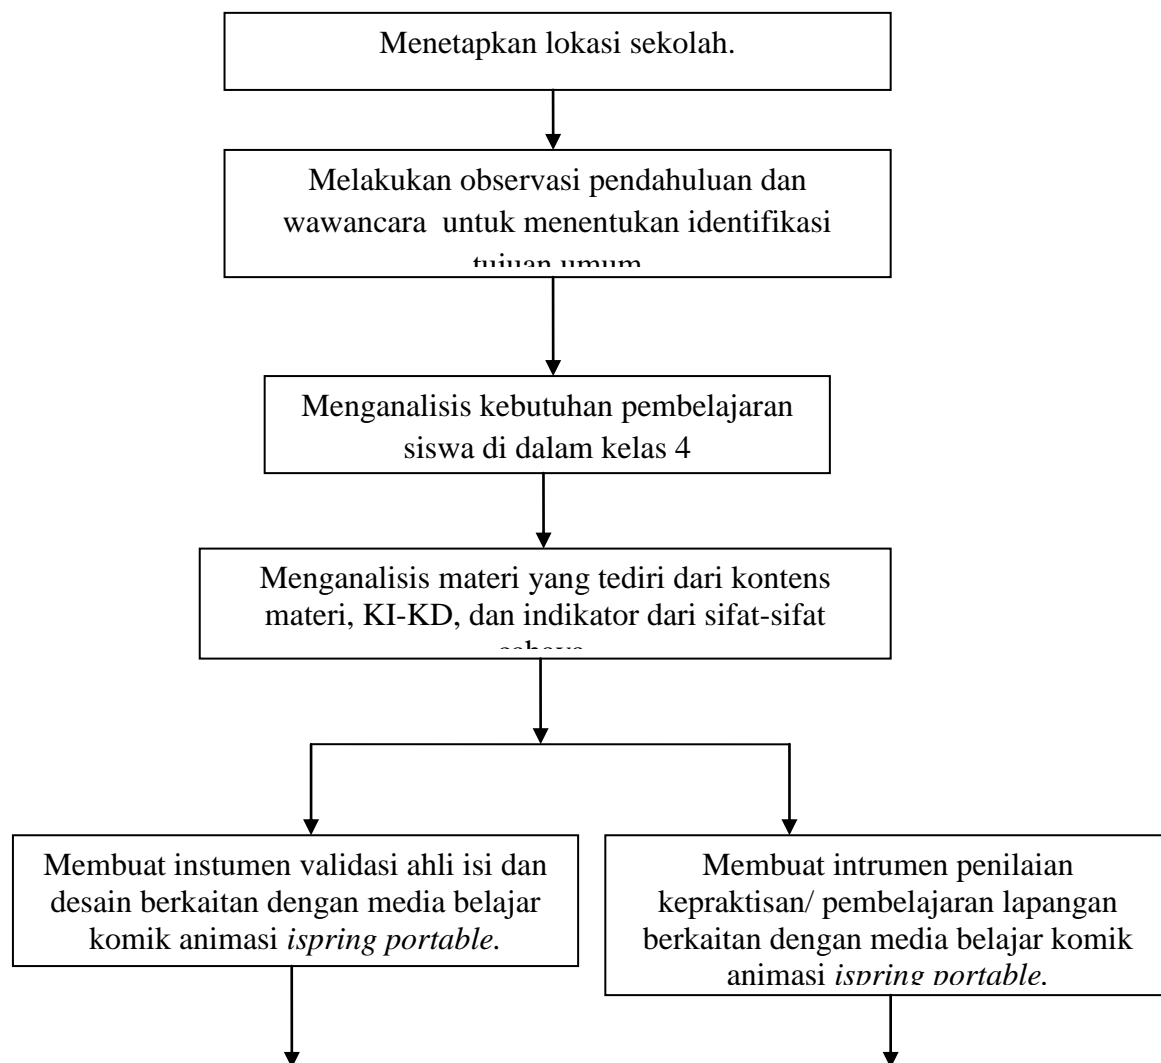 Menetapkan lokasi sekolah.
Melakukan observasi pendahuluan dan
wawancara untuk menentukan identifikasi
tujuan umum
Menganalisis kebutuhan pembelajaran
siswa di dalam kelas 4
Menganalisis materi yang tediri dari kontens
materi, KI-KD, dan indikator dari sifat-sifat
cahaya
Membuat instumen validasi ahli isi dan
desain berkaitan dengan media belajar
komik animasi ispring portable.
Membuat intrumen penilaian
kepraktisan/ pembelajaran lapangan
berkaitan dengan media belajar komik
animasi ispring portable.